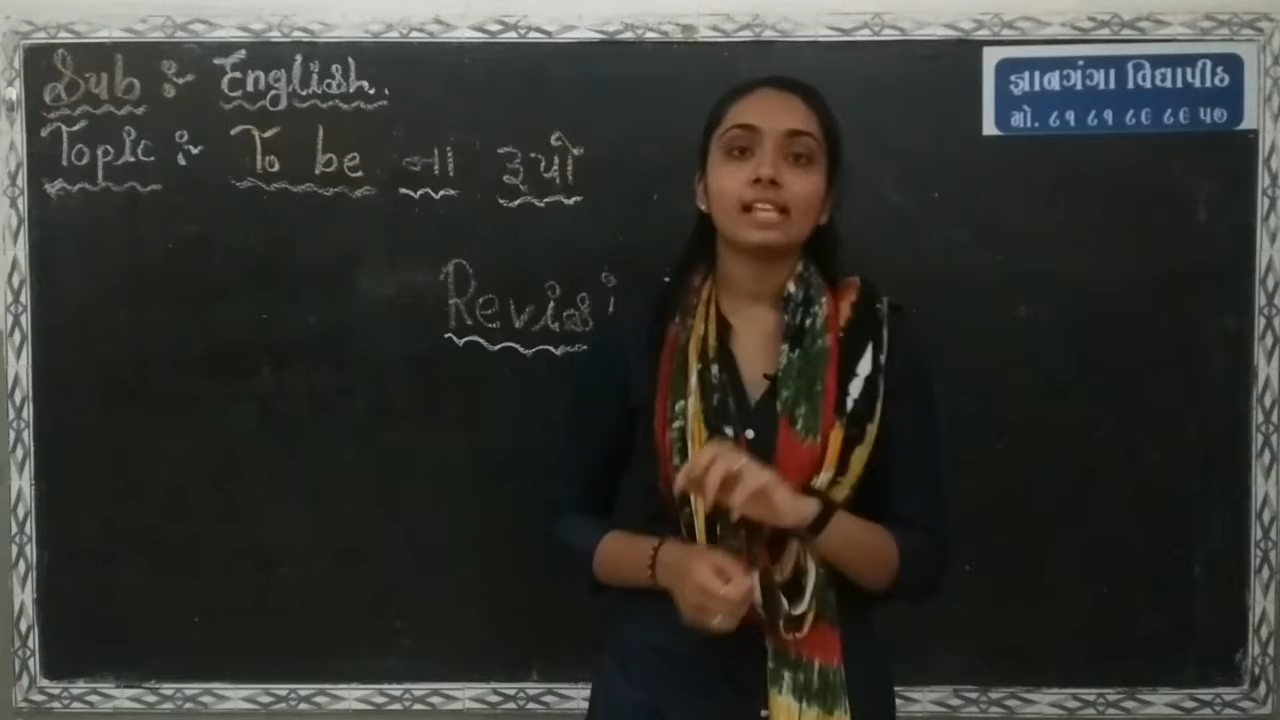 Sub :- English.
Topic :- To be ના રૂપો
Revisi
જ્ઞાનગંગા વિદ્યાપીઠ
મો. ૮૧ ૮૧ ૮૯ ૮૯ ૫૭